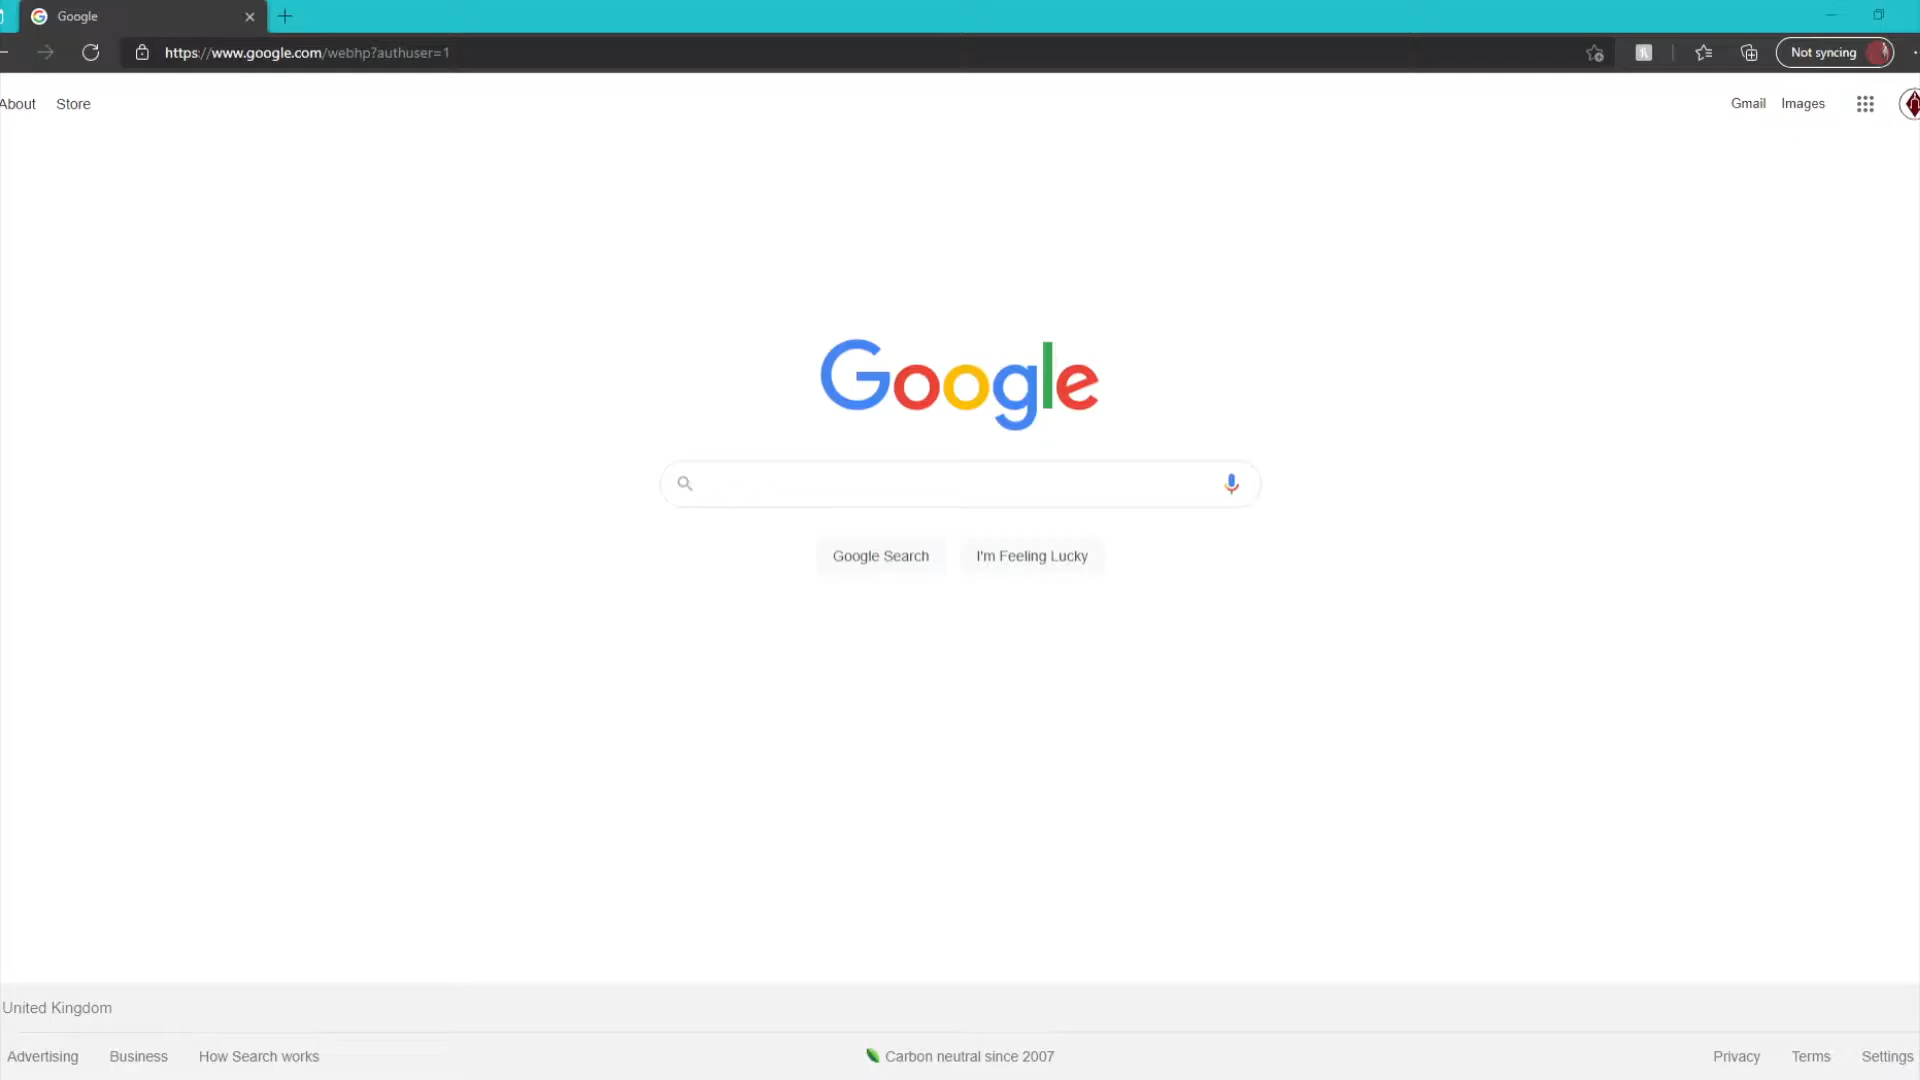 Google
https://www.google.com/webhp?authuser=1
Not syncing
About Store
Gmail Images
Google
Google Search I'm Feeling Lucky
United Kingdom
Advertising Business How Search works
Carbon neutral since 2007
Privacy Terms Settings